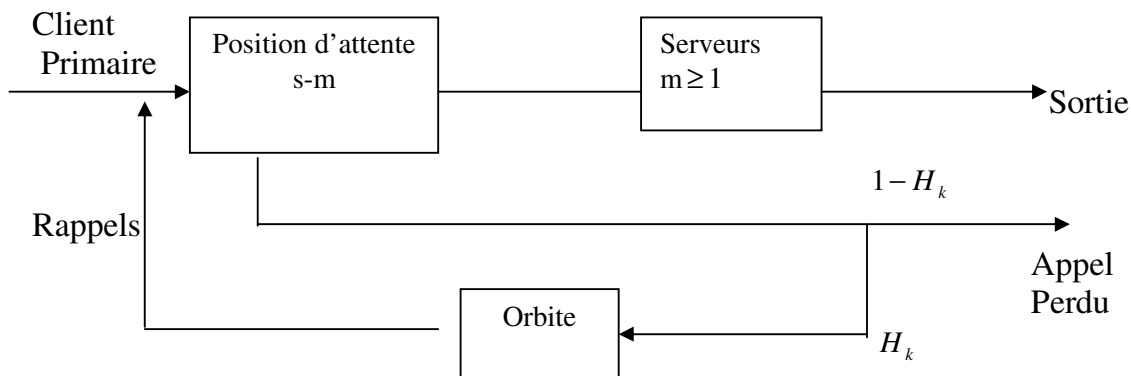 Client
Primaire
Position d'attente
s-m
Serveurs
m ≥ 1
Sortie
1 − H_k
Rappels
Appel
Perdu
Orbite
H_k